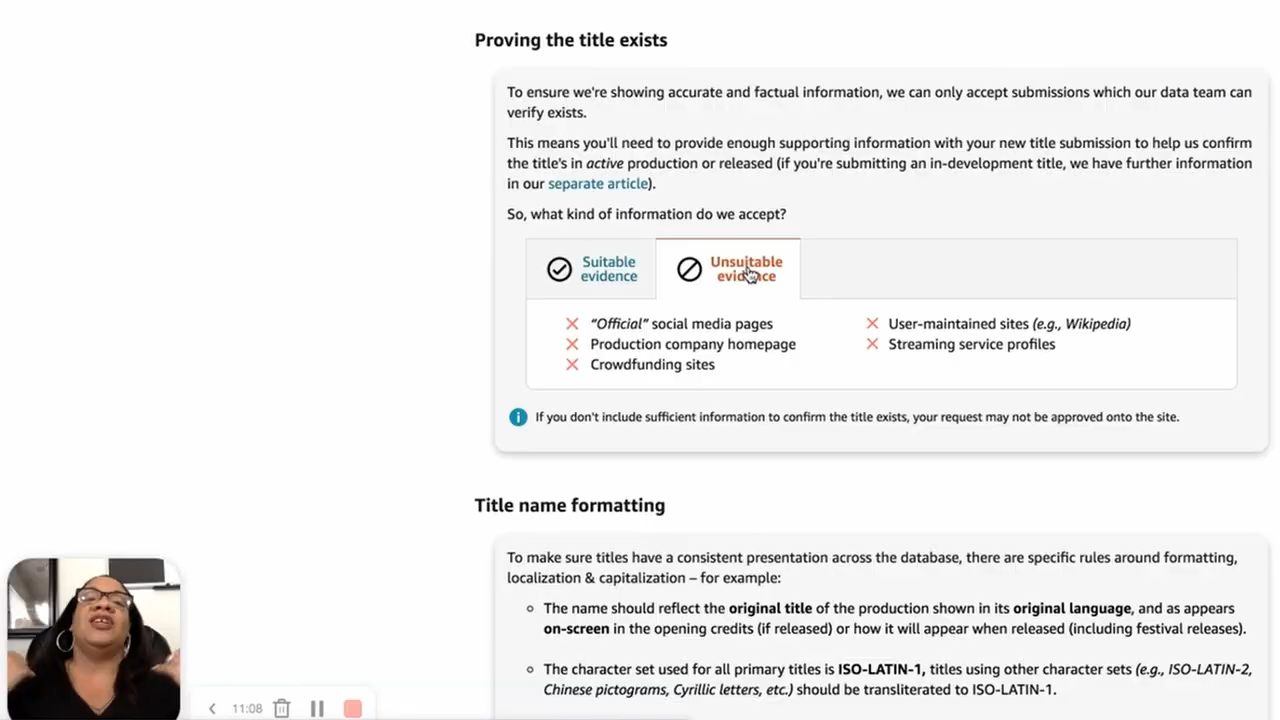 Proving the title exists
To ensure we're showing accurate and factual information, we can only accept submissions which our data team can
verify exists.
This means you'll need to provide enough supporting information with your new title submission to help us confirm
the title's in active production or released (if you're submitting an in-development title, we have further information
in our separate article).
So, what kind of information do we accept?
Suitable
evidence
Unsuitable
evidence
"Official" social media pages
Production company homepage
Crowdfunding sites
User-maintained sites (e.g., Wikipedia)
Streaming service profiles
If you don't include sufficient information to confirm the title exists, your request may not be approved onto the site.
Title name formatting
To make sure titles have a consistent presentation across the database, there are specific rules around formatting,
localization & capitalization – for example:
The name should reflect the original title of the production shown in its original language, and as appears
on-screen in the opening credits (if released) or how it will appear when released (including festival releases).
The character set used for all primary titles is ISO-LATIN-1, titles using other character sets (e.g., ISO-LATIN-2,
Chinese pictograms, Cyrillic letters, etc.) should be transliterated to ISO-LATIN-1.
11:08